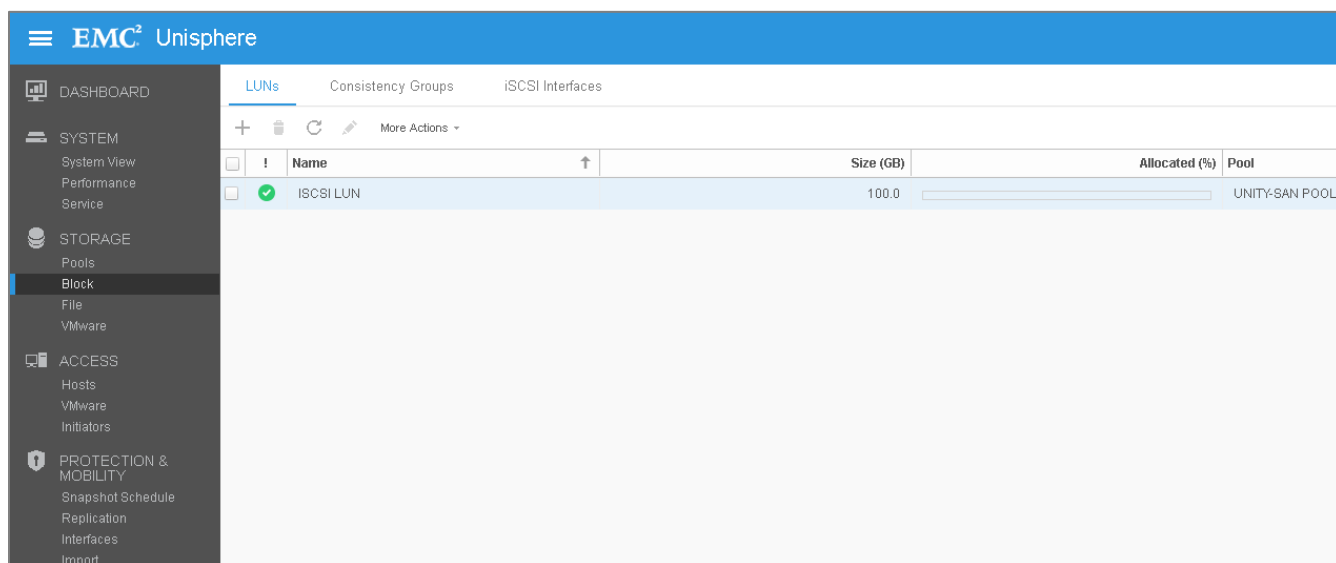 EMC² Unisphere
DASHBOARD
SYSTEM
System View
Performance
Service
STORAGE
Pools
Block
File
VMware
ACCESS
Hosts
VMware
Initiators
PROTECTION &
MOBILITY
Snapshot Schedule
Replication
Interfaces
Import
LUNs Consistency Groups iSCSI Interfaces
More Actions
! Name Size (GB) Allocated (%) Pool
ISCSI LUN 100.0 UNITY-SAN POOL